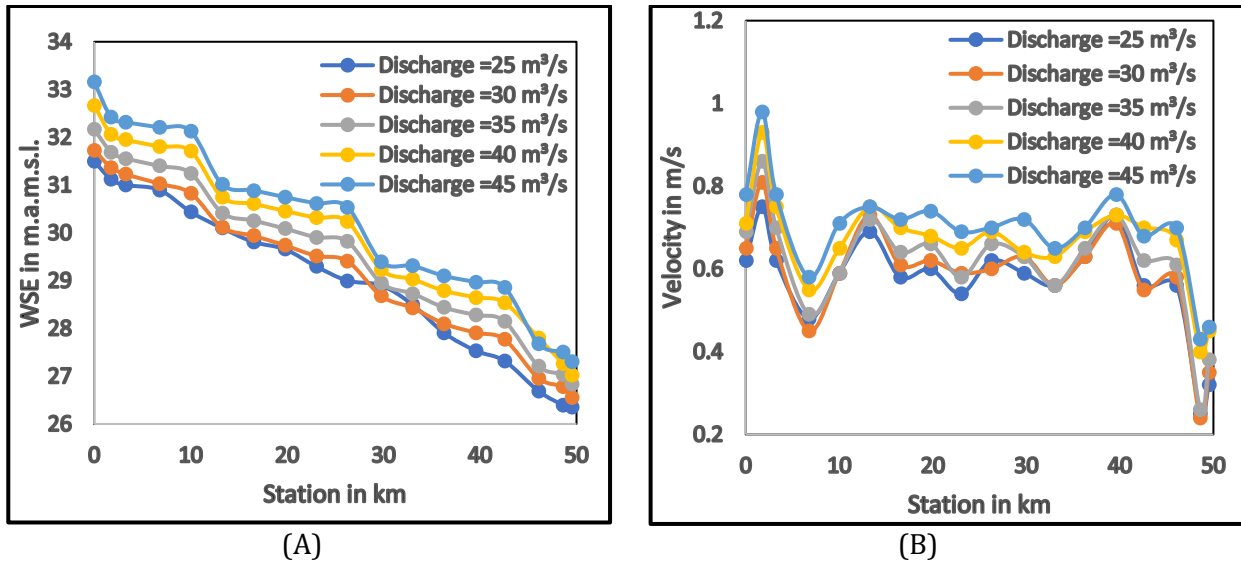 34
33
32
31
30
29
28
27
26
WSE in m.a.m.s.l.
Discharge =25 m³/s
Discharge =30 m³/s
Discharge =35 m³/s
Discharge =40 m³/s
Discharge =45 m³/s
0 10 20 30 40 50
Station in km
(A)
1.2
1
0.8
0.6
0.4
0.2
Velocity in m/s
Discharge =25 m³/s
Discharge =30 m³/s
Discharge =35 m³/s
Discharge =40 m³/s
Discharge =45 m³/s
0 10 20 30 40 50
Station in km
(B)